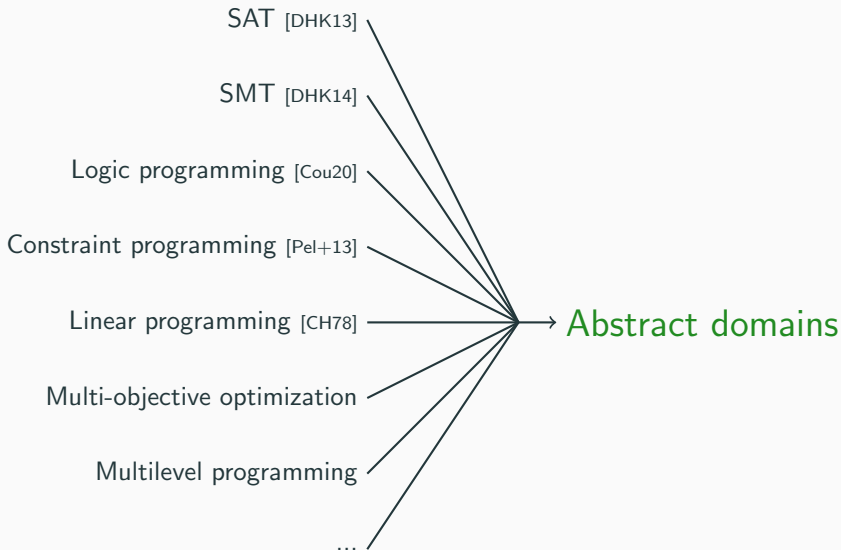 SAT [DHK13]
SMT [DHK14]
Logic programming [Cou20]
Constraint programming [Pel+13]
Linear programming [CH78]
Abstract domains
Multi-objective optimization
Multilevel programming
...